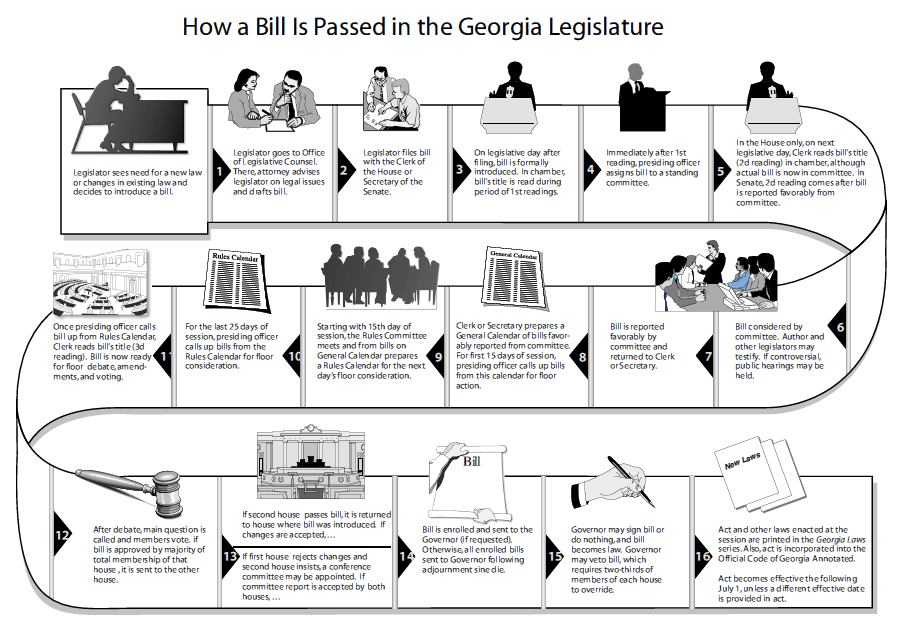 How a Bill Is Passed in the Georgia Legislature
Legislator sees need for a new law
or changes in existing law and
decides to introduce a bill.
1
Legislator goes to Office
of Legislative Counsel.
There, attorney advises
legislator on legal issues
and drafts bill.
2
Legislator files bill
with the Clerk of
the House or
Secretary of the
Senate.
3
On legislative day after
filing, bill is formally
introduced. In chamber,
bill's title is read during
period of 1st readings.
4
Immediately after 1st
reading, presiding officer
assigns bill to a standing
committee.
5
In the House only, on next
legislative day, Clerk reads bill's title
(2d reading) in chamber, although
actual bill is now in committee. In
Senate, 2d reading comes after bill
is reported favorably from
committee.
6
Bill considered by
committee. Author and
other legislators may
testify. If controversial,
public hearings may be
held.
7
Bill is reported
favorably by
committee and
returned to Clerk
or Secretary.
8
General Calendar
Clerk or Secretary prepares a
General Calendar of bills favor-
ably reported from committee.
For first 15 days of session,
presiding officer calls up bills
from this calendar for floor
action.
9
Starting with 15th day of
session, the Rules Committee
meets and from bills on
General Calendar prepares
a Rules Calendar for the next
day's floor consideration.
10
Rules Calendar
For the last 25 days of
session, presiding officer
calls up bills from the
Rules Calendar for floor
consideration.
11
Once presiding officer calls
bill up from Rules Calendar,
Clerk reads bill's title (3d
reading). Bill is now ready
for floor debate, amend-
ments, and voting.
12
After debate, main question is
called and members vote. if
bill is approved by majority of
total membership of that
house, it is sent to the other
house.
13
If second house passes bill, it is returned
to house where bill was introduced. If
changes are accepted, ...
If first house rejects changes and
second house insists, a conference
committee may be appointed. If
committee report is accepted by both
houses, ...
14
Bill
Bill is enrolled and sent to the
Governor (if requested).
Otherwise, all enrolled bills
sent to Governor following
adjournment sine die.
15
Governor may sign bill or
do nothing, and bill
becomes law. Governor
may veto bill, which
requires two-thirds of
members of each house
to override.
16
New Laws
Act and other laws enacted at the
session are printed in the Georgia Laws
series. Also, act is incorporated into the
Official Code of Georgia Annotated.
Act becomes effective the following
July 1, unless a different effective date
is provided in act.